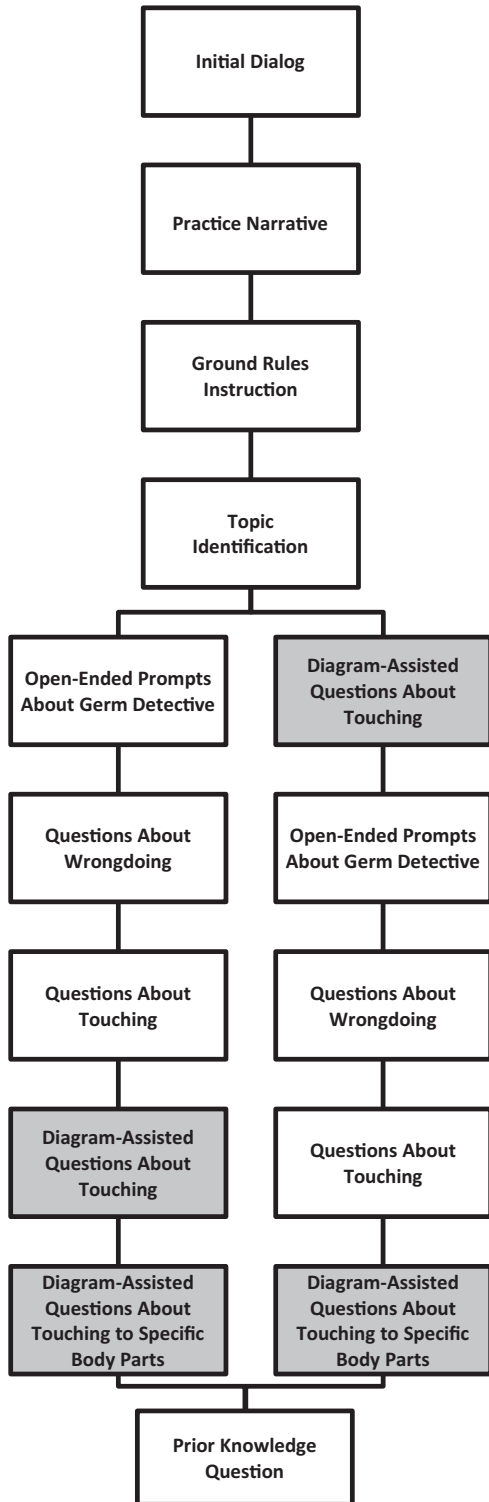 Initial Dialog
Practice Narrative
Ground Rules
Instruction
Topic
Identification
Open-Ended Prompts
About Germ Detective
Questions About
Wrongdoing
Questions About
Touching
Diagram-Assisted
Questions About
Touching
Diagram-Assisted
Questions About
Touching to Specific
Body Parts
Diagram-Assisted
Questions About
Touching
Open-Ended Prompts
About Germ Detective
Questions About
Wrongdoing
Questions About
Touching
Diagram-Assisted
Questions About
Touching to Specific
Body Parts
Prior Knowledge
Question